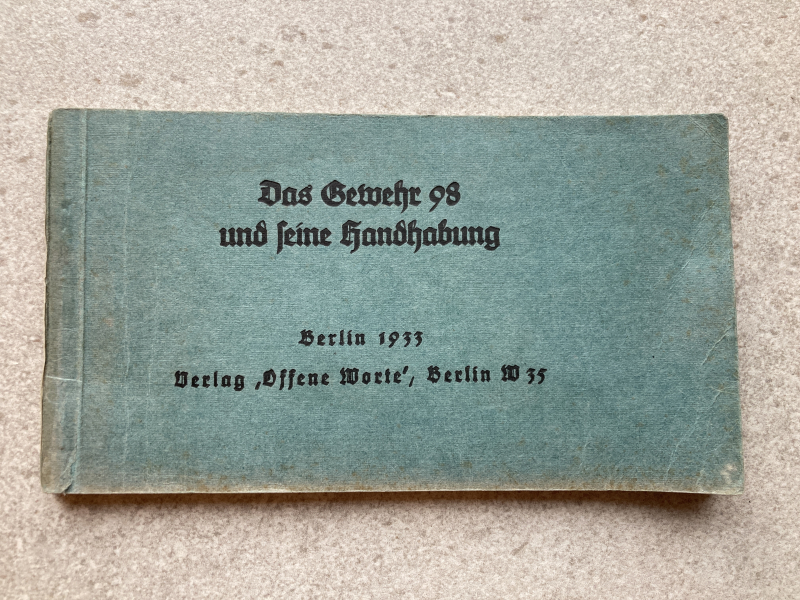 Das Gewehr 98
und seine Handhabung
Berlin 1933
Verlag ‚Offene Worte‘, Berlin W 35